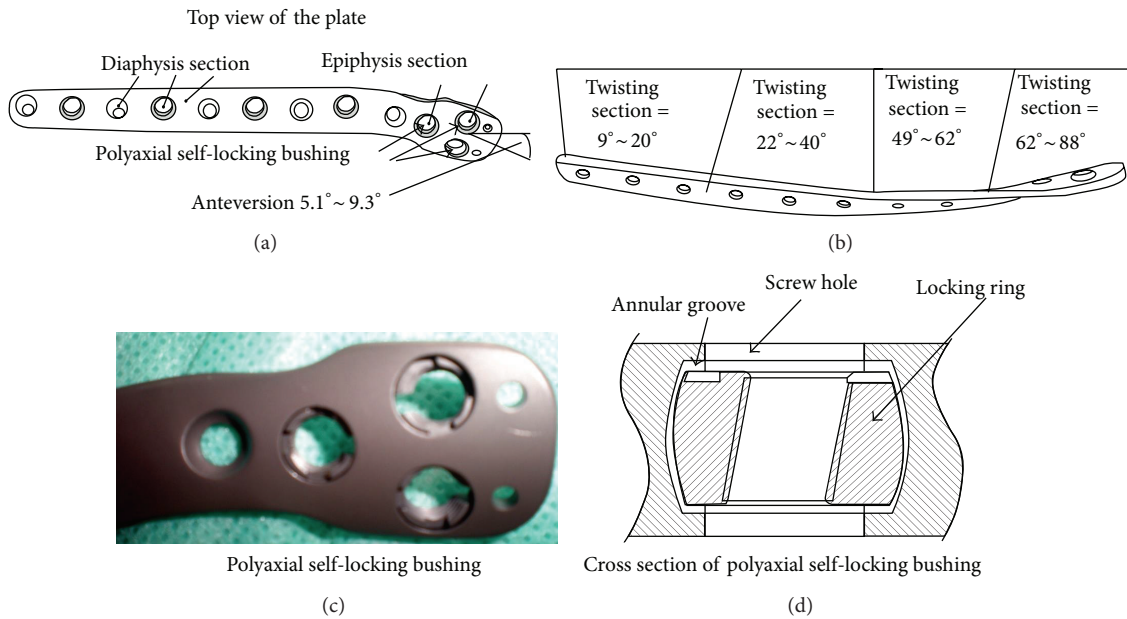 Top view of the plate
Diaphysis section
Epiphysis section
Polyaxial self-locking bushing
Anteversion 5.1°~9.3°
(a)
Twisting
section =
9°~20°
Twisting
section =
22°~40°
Twisting
section =
49°~62°
Twisting
section =
62°~88°
(b)
Polyaxial self-locking bushing
(c)
Screw hole
Annular groove
Locking ring
Cross section of polyaxial self-locking bushing
(d)